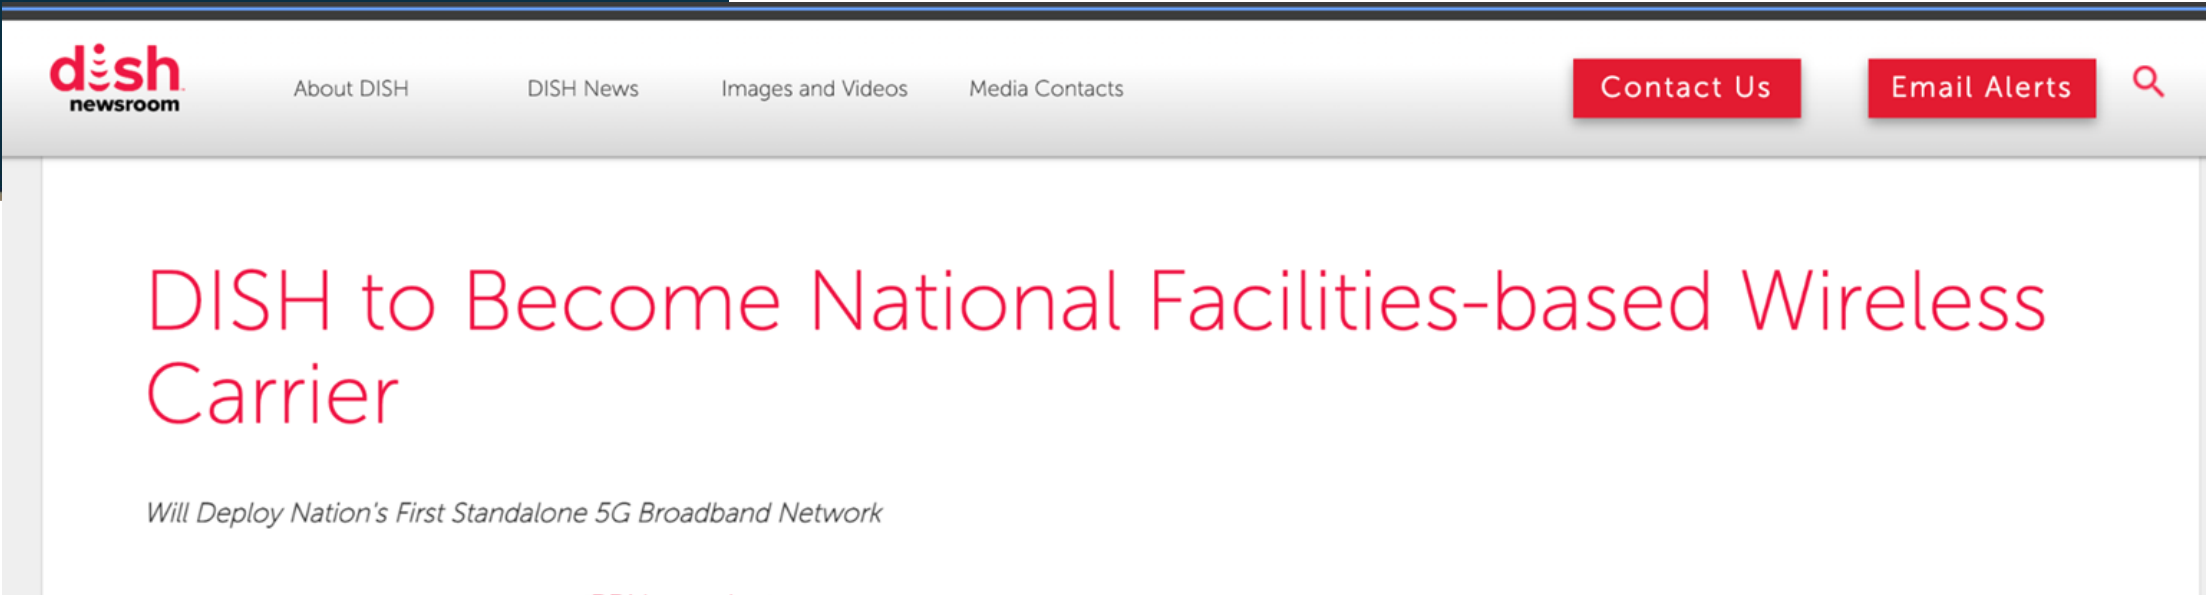 dish
newsroom
About DISH
DISH News
Images and Videos
Media Contacts
Contact Us
Email Alerts
DISH to Become National Facilities-based Wireless
Carrier
Will Deploy Nation's First Standalone 5G Broadband Network